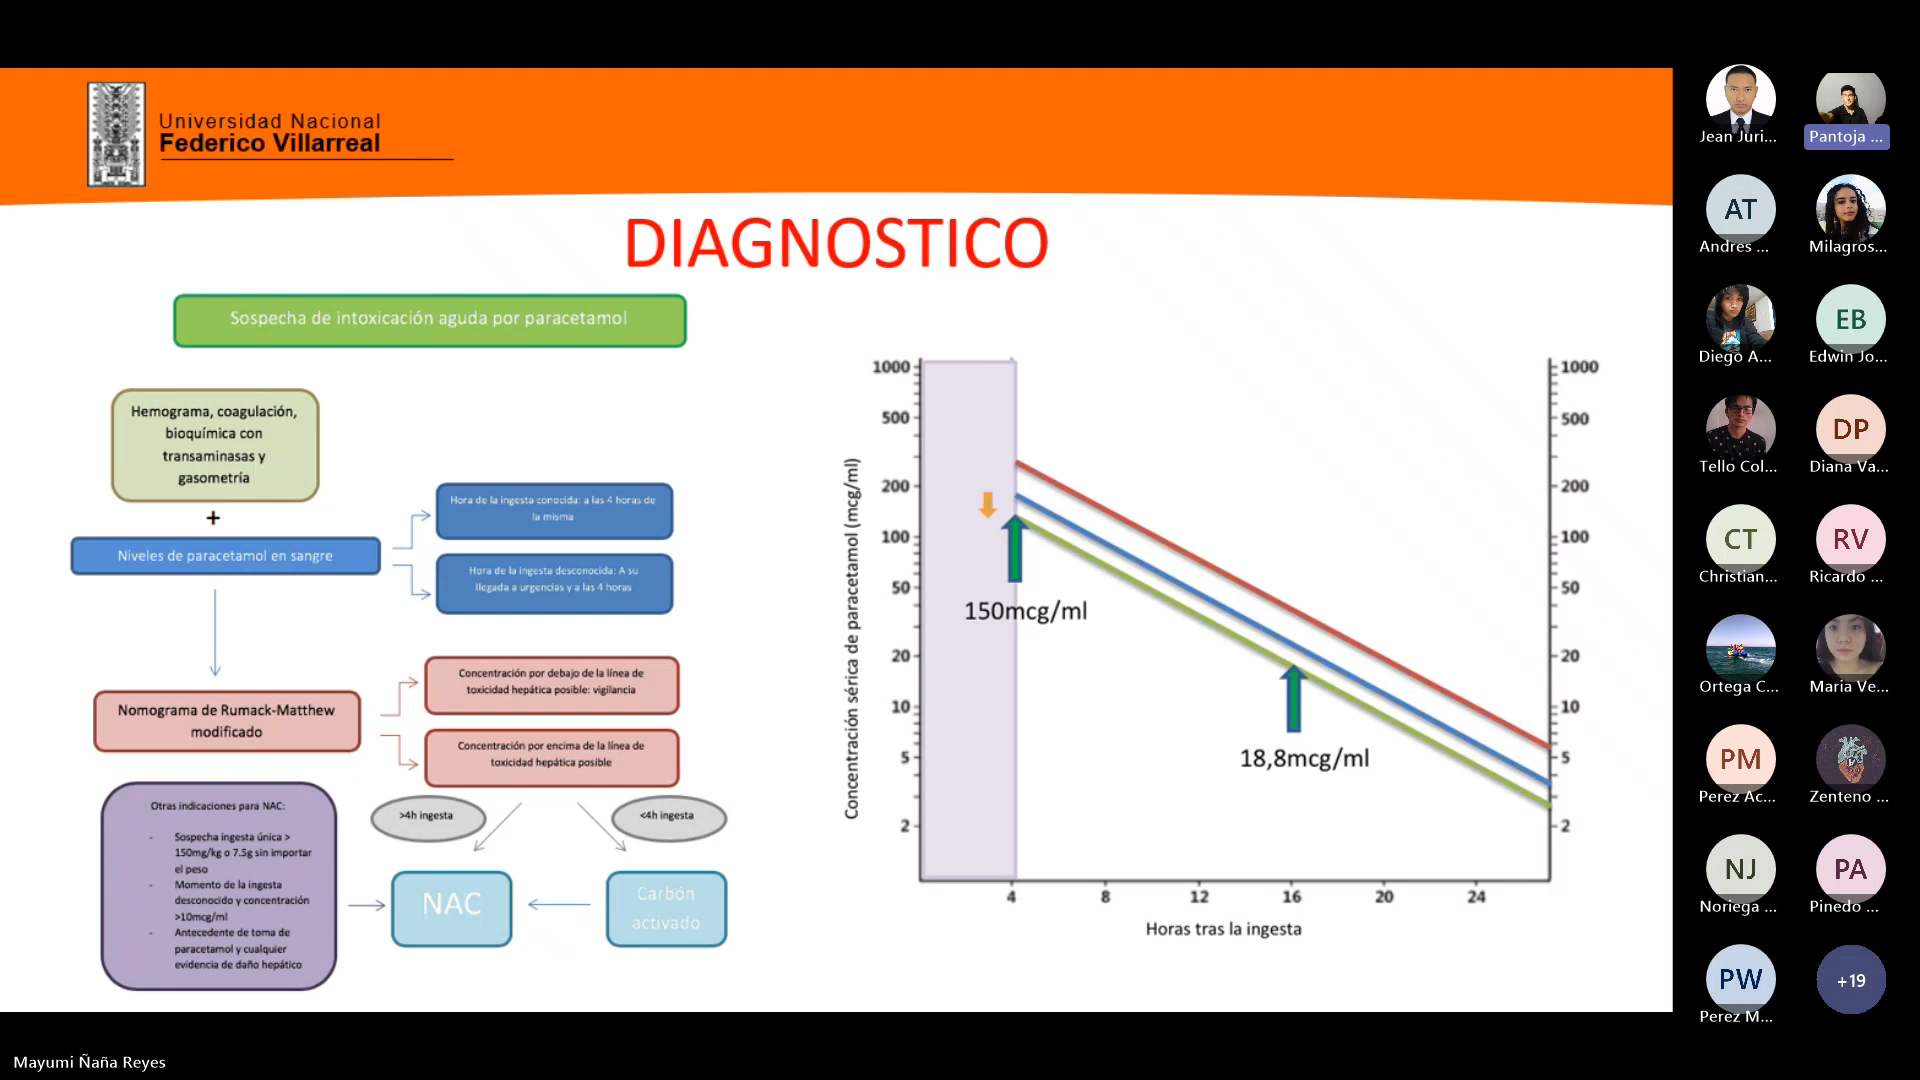 Universidad Nacional
Federico Villarreal
DIAGNOSTICO
Sospecha de intoxicación aguda por paracetamol
Hemograma, coagulación,
bioquímica con
transaminasas y
gasometría
+
Niveles de paracetamol en sangre
Hora de la ingesta conocida: a las 4 horas de
la misma
Hora de la ingesta desconocida: A su
llegada a urgencias y a las 4 horas
Nomograma de Rumack-Matthew
modificado
Concentración por debajo de la línea de
toxicidad hepática posible: vigilancia
Concentración por encima de la línea de
toxicidad hepática posible
>4h ingesta
<4h ingesta
NAC
Carbón
activado
Otras indicaciones para NAC:
- Sospecha ingesta única >
150mg/kg o 7.5g sin importar
el peso
- Momento de la ingesta
desconocido y concentración
>10mcg/ml
- Antecedente de toma de
paracetamol y cualquier
evidencia de daño hepático
Concentración sérica de paracetamol (mcg/ml)
1000
500
200
100
50
20
10
5
2
150mcg/ml
18,8mcg/ml
1000
500
200
100
50
20
10
5
2
4 8 12 16 20 24
Horas tras la ingesta
Jean Juri...
Pantoja ...
AT
Andres ...
Milagros...
Diego A...
EB
Edwin Jo...
Tello Col...
DP
Diana Va...
CT
Christian...
RV
Ricardo ...
Ortega C...
Maria Ve...
PM
Perez Ac...
Zenteno ...
NJ
Noriega ...
PA
Pinedo ...
PW
Perez M...
+19
Mayumi Ñaña Reyes